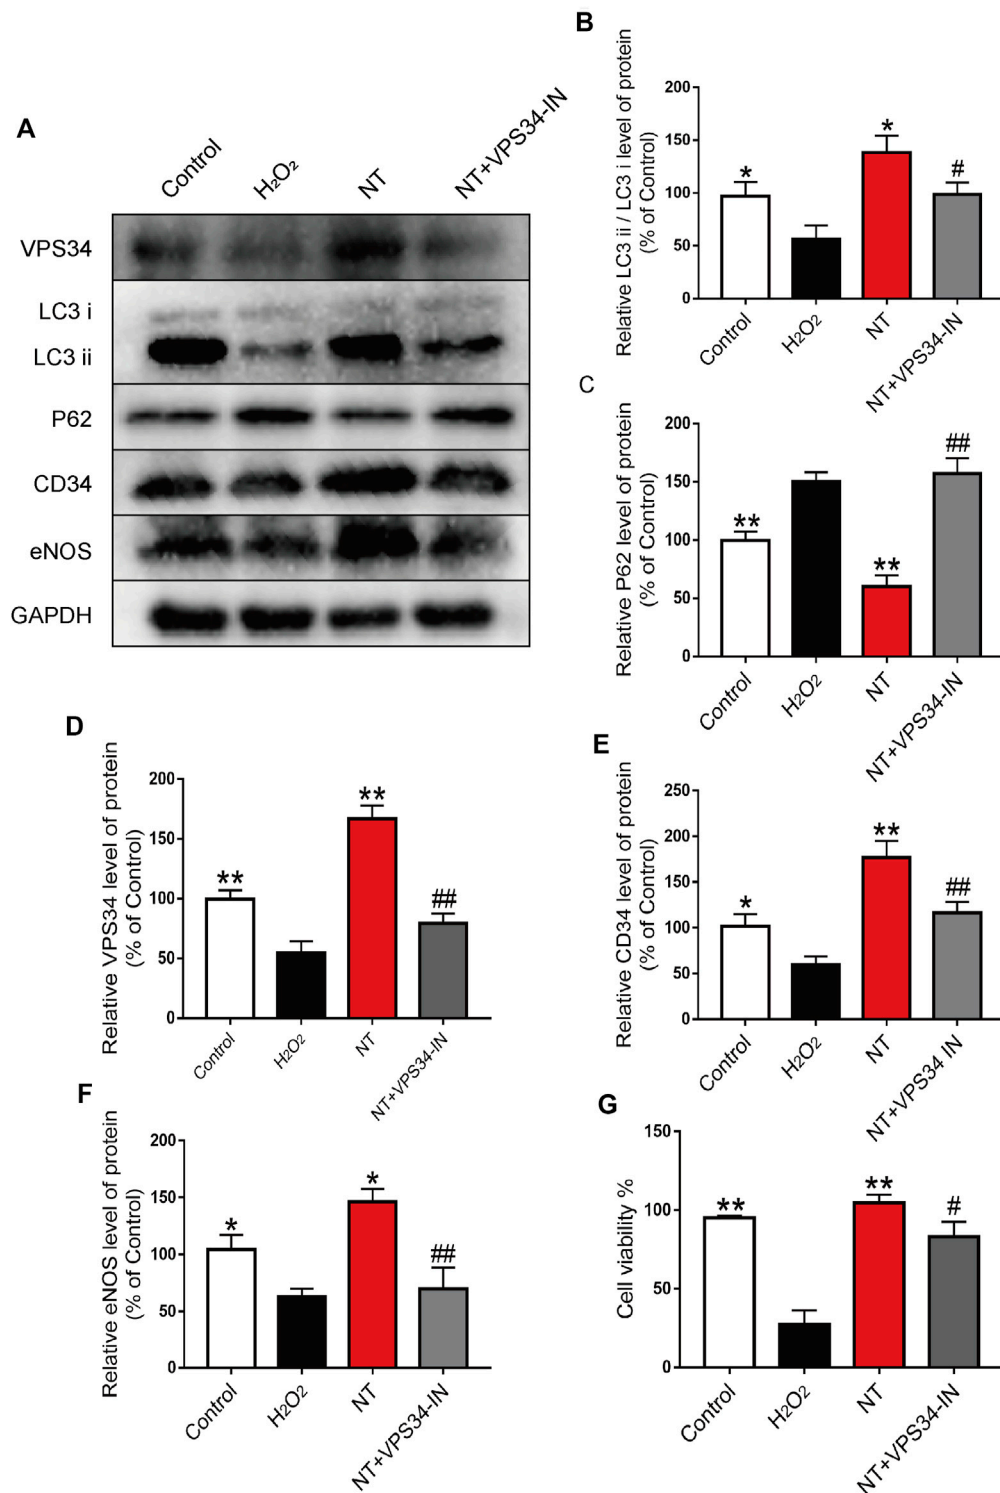 A
Control
H₂O₂
NT
NT+VPS34-IN
VPS34
LC3 i
LC3 ii
P62
CD34
eNOS
GAPDH
B
Relative LC3 ii / LC3 i level of protein
(% of Control)
200
150
100
50
0
*
*
#
Control
H₂O₂
NT
NT+VPS34-IN
C
Relative P62 level of protein
(% of Control)
200
150
100
50
0
**
**
##
Control
H₂O₂
NT
NT+VPS34-IN
D
Relative VPS34 level of protein
(% of Control)
200
150
100
50
0
**
**
##
Control
H₂O₂
NT
NT+VPS34-IN
E
Relative CD34 level of protein
(% of Control)
250
200
150
100
50
0
*
**
##
Control
H₂O₂
NT
NT+VPS34 IN
F
Relative eNOS level of protein
(% of Control)
200
150
100
50
0
*
*
##
Control
H₂O₂
NT
NT+VPS34-IN
G
Cell viability %
150
100
50
0
**
**
#
Control
H₂O₂
NT
NT+VPS34-IN